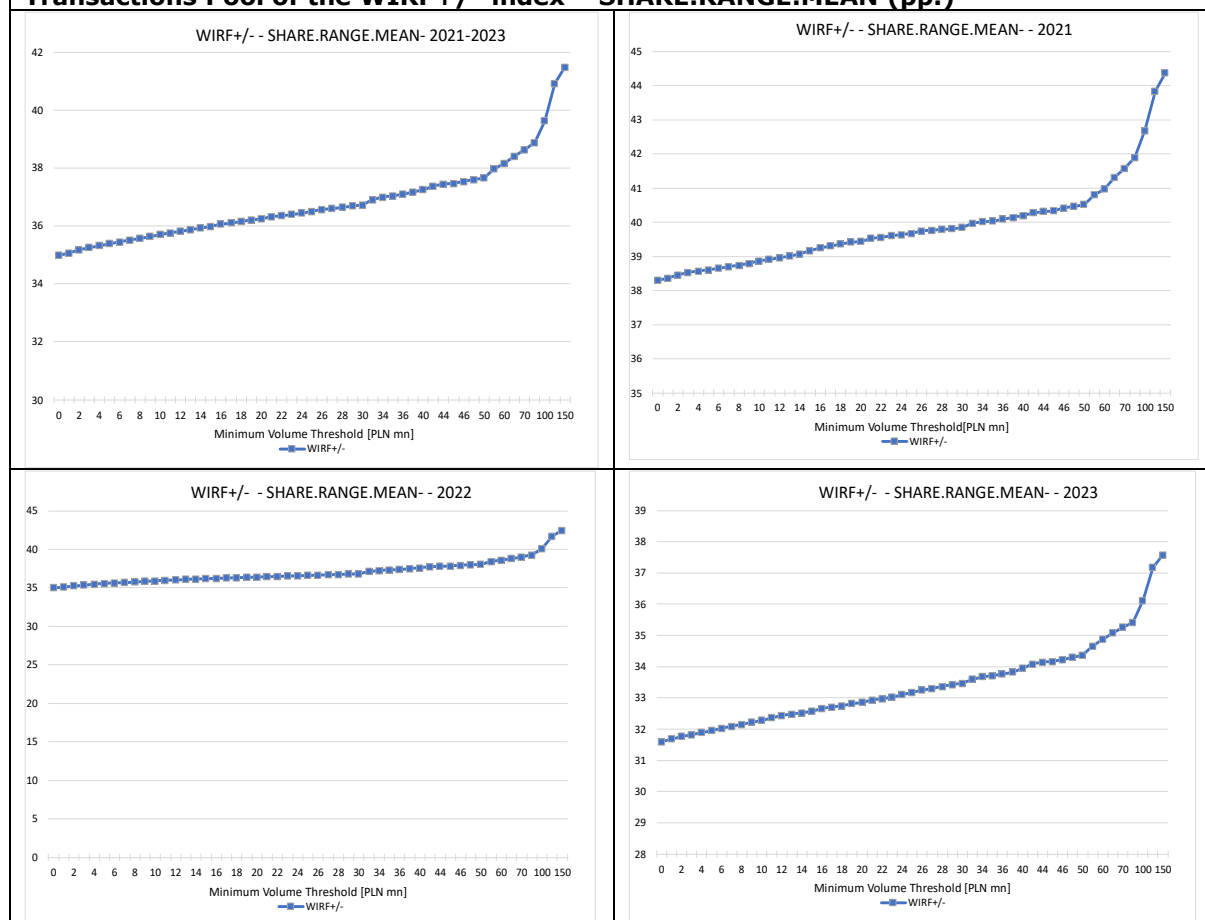 Transactions Pool of the WIRF+/- index – SHARE.RANGE.MEAN (pp.)
WIRF+/- - SHARE.RANGE.MEAN- 2021-2023
42
40
38
36
34
32
30
0 2 4 6 8 10 12 14 16 18 20 22 24 26 28 30 34 36 40 44 46 50 60 70 100 150
Minimum Volume Threshold [PLN mn]
WIRF+/-
WIRF+/- - SHARE.RANGE.MEAN- - 2021
45
44
43
42
41
40
39
38
37
36
35
0 2 4 6 8 10 12 14 16 18 20 22 24 26 28 30 34 36 40 44 46 50 60 70 100 150
Minimum Volume Threshold[PLN mn]
WIRF+/-
WIRF+/- - SHARE.RANGE.MEAN- - 2022
45
40
35
30
25
20
15
10
5
0
0 2 4 6 8 10 12 14 16 18 20 22 24 26 28 30 34 36 40 44 46 50 60 70 100 150
Minimum Volume Threshold [PLN mn]
WIRF+/-
WIRF+/- - SHARE.RANGE.MEAN- - 2023
39
38
37
36
35
34
33
32
31
30
29
28
0 2 4 6 8 10 12 14 16 18 20 22 24 26 28 30 34 36 40 44 46 50 60 70 100 150
Minimum Volume Threshold [PLN mn]
WIRF+/-